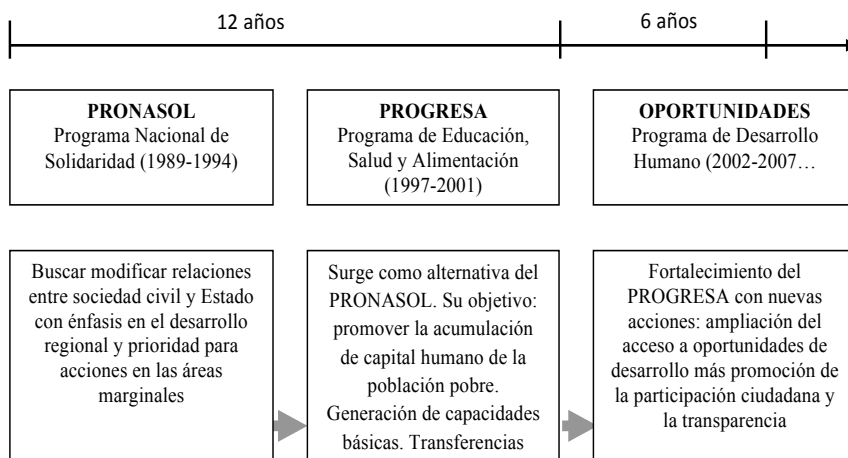 12 años
6 años
PRONASOL
Programa Nacional de
Solidaridad (1989-1994)
PROGRESA
Programa de Educación,
Salud y Alimentación
(1997-2001)
OPORTUNIDADES
Programa de Desarrollo
Humano (2002-2007…
Buscar modificar relaciones
entre sociedad civil y Estado
con énfasis en el desarrollo
regional y prioridad para
acciones en las áreas
marginales
Surge como alternativa del
PRONASOL. Su objetivo:
promover la acumulación
de capital humano de la
población pobre.
Generación de capacidades
básicas. Transferencias
Fortalecimiento del
PROGRESA con nuevas
acciones: ampliación del
acceso a oportunidades de
desarrollo más promoción de
la participación ciudadana y
la transparencia